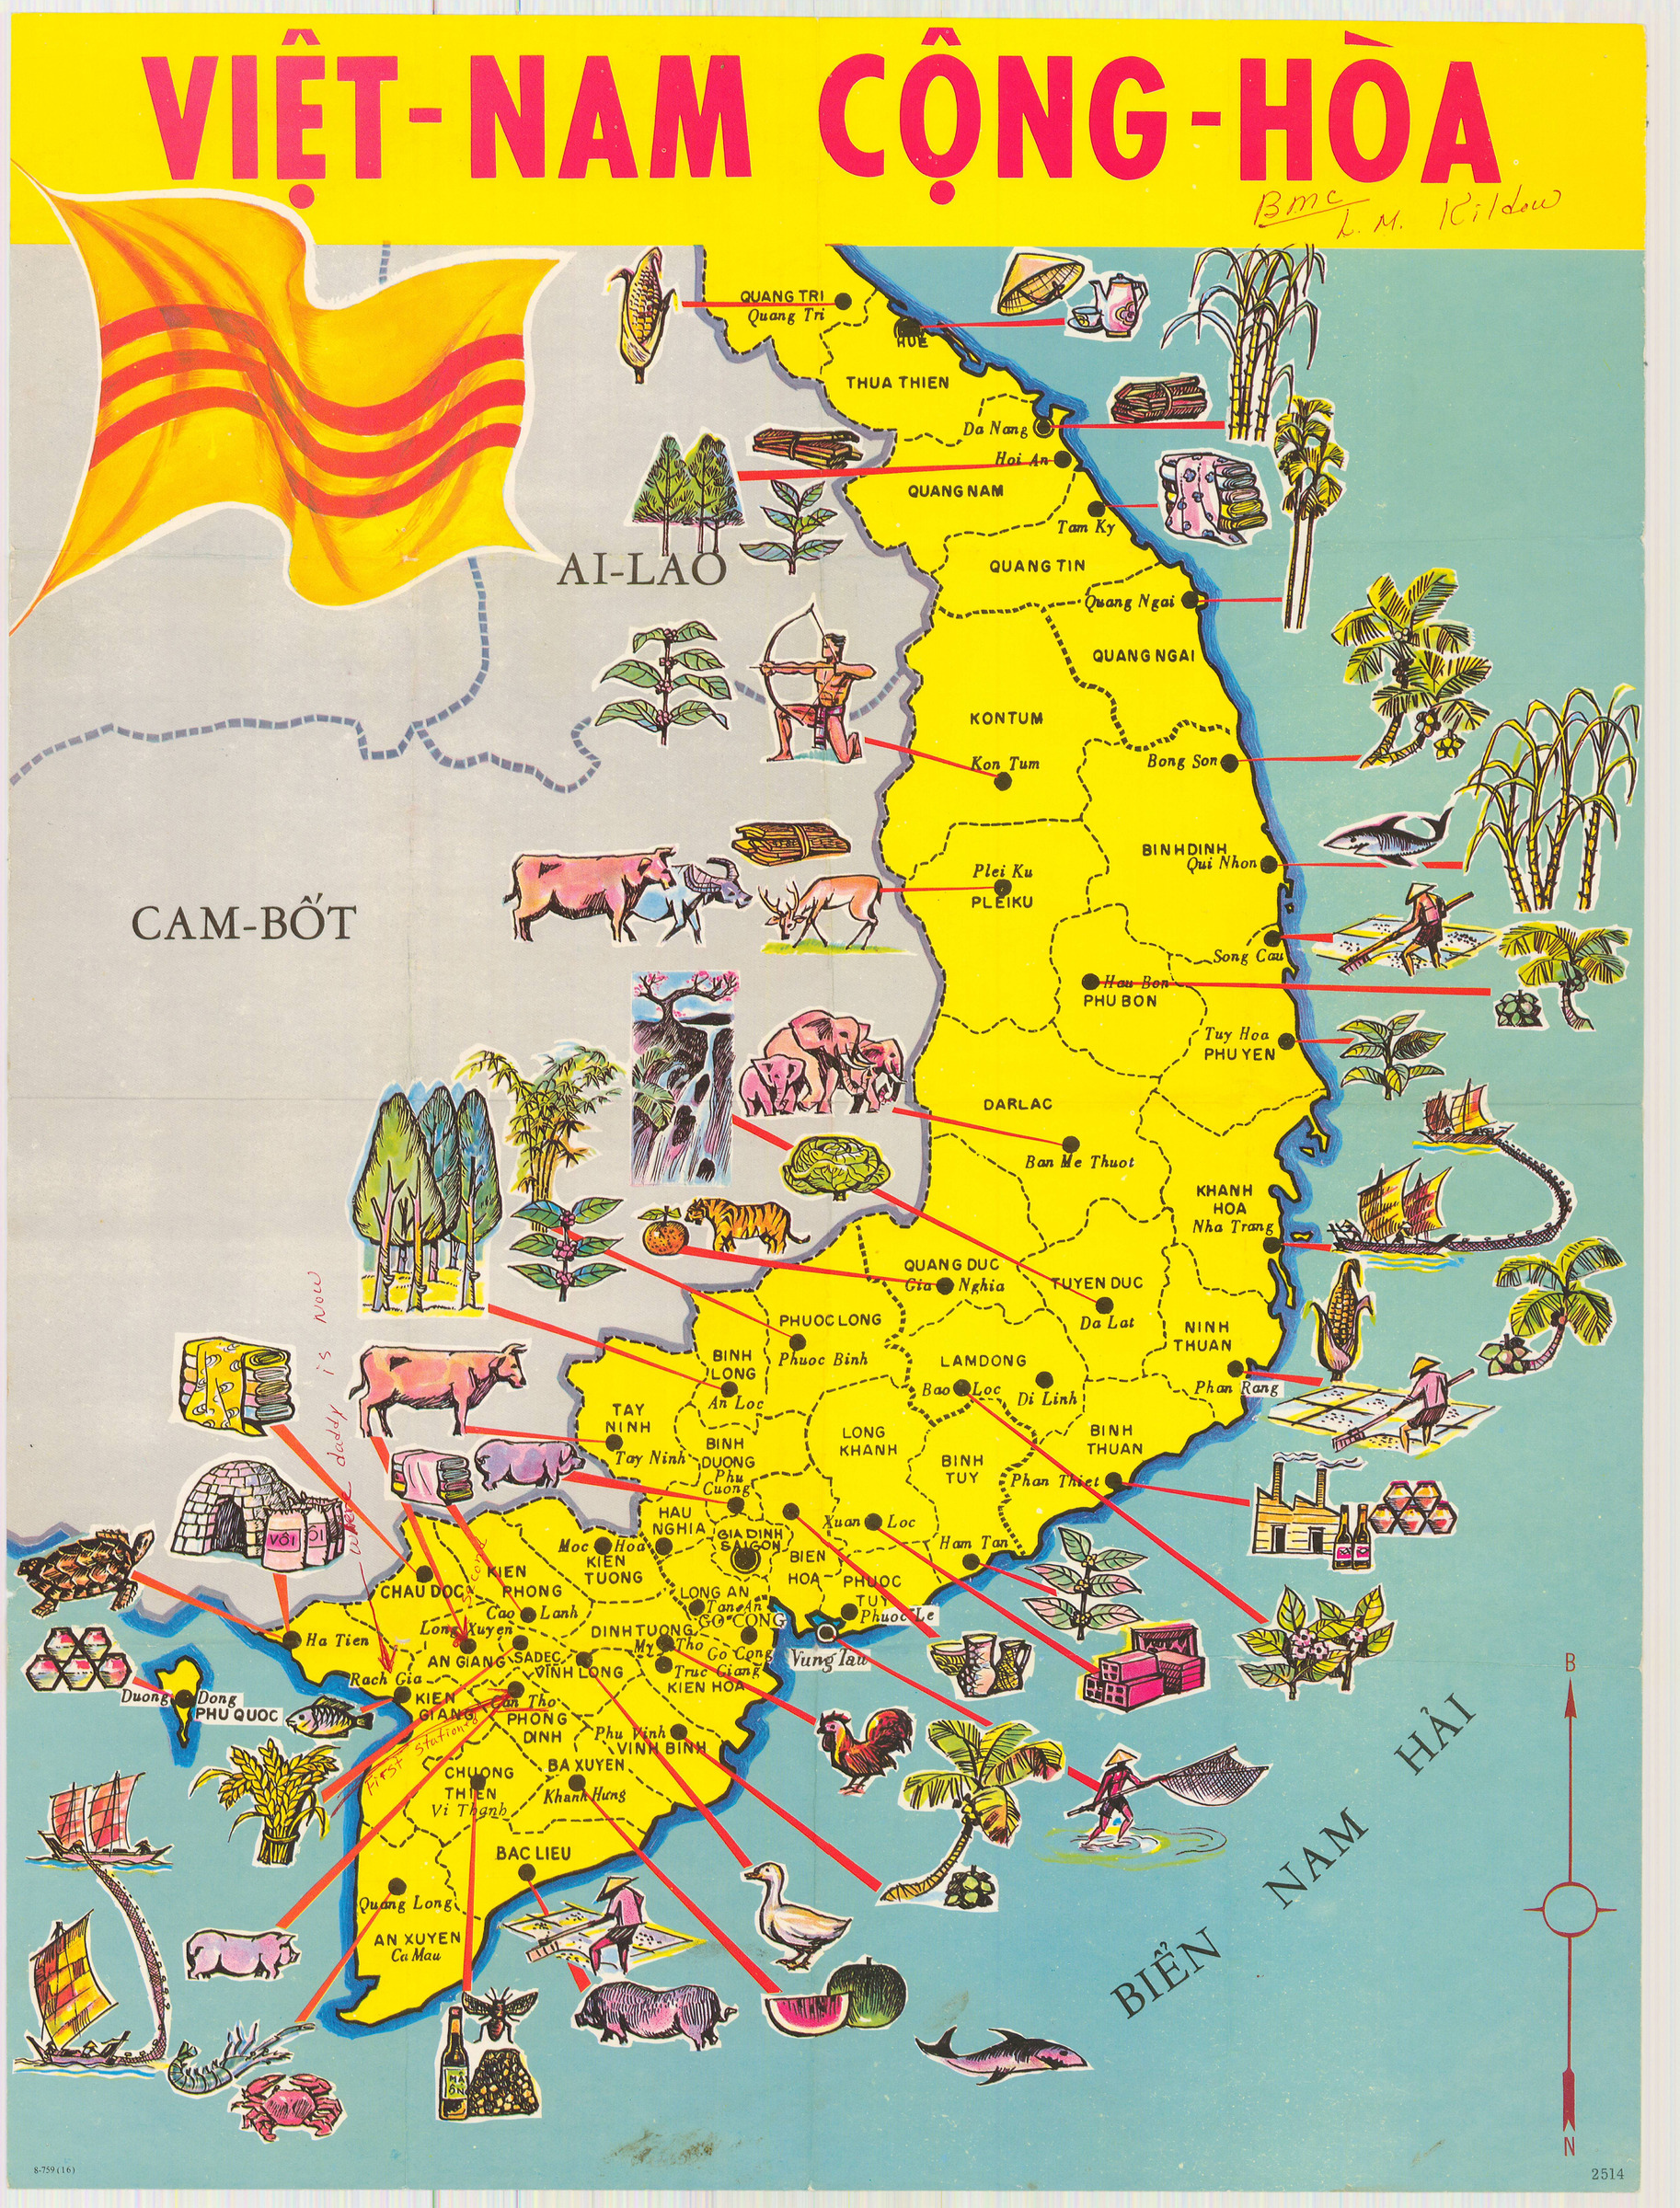 VIỆT-NAM CỘNG-HÒA
BMC
L. M. Kildow
QUANG TRI
Quang Tri
HUE
THUA THIEN
Da Nang
Hoi An
QUANG NAM
Tam Ky
AI-LAO
QUANG TIN
Quang Ngai
QUANG NGAI
KONTUM
Kon Tum
Bong Son
BINH DINH
Qui Nhon
Plei Ku
PLEIKU
CAM-BỐT
Song Cau
Hau Bon
PHU BON
Tuy Hoa
PHU YEN
DARLAC
Ban Me Thuot
KHANH
HOA
Nha Trang
QUANG DUC
Gia Nghia
TUYEN DUC
Da Lat
PHUOC LONG
Phuoc Binh
NINH
THUAN
Phan Rang
BINH
LONG
An Loc
LAMDONG
Bao Loc
Di Linh
TAY
NINH
Tay Ninh
LONG
KHANH
BINH
THUAN
BINH
DUONG
Phu
Cuong
BINH
TUY
Phan Thiet
where daddy is now
HAU
NGHIA
GIA DINH
SAIGON
Xuan Loc
Ham Tan
VÔI
ÔI
Moc Hoa
KIEN
TUONG
BIEN
HOA
PHUOC
TUY
Phuoc Le
CHAU DOC
KIEN
PHONG
second
Cao Lanh
LONG AN
Tan An
GO CONG
Go Cong
Vung Tau
Ha Tien
Long Xuyen
AN GIANG
SADEC
DINH TUONG
My Tho
VINH LONG
Truc Giang
KIEN HOA
Rach Gia
KIEN
GIANG
Duong Dong
PHU QUOC
Can Tho
PHONG
DINH
first stationed
Phu Vinh
VINH BINH
CHUONG
THIEN
Vi Thanh
BA XUYEN
Khanh Hung
BAC LIEU
Quang Long
AN XUYEN
Ca Mau
MẬT
ONG
BIỂN NAM HẢI
B
N
8-759 (16)
2514